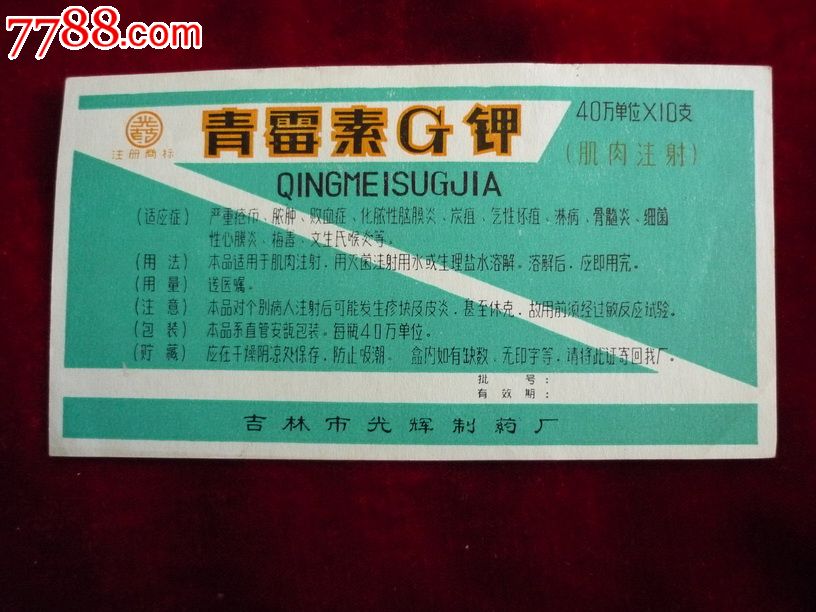 7788.com
青霉素G钾
40万单位X10支
注册商标
(肌肉注射)
QINGMEISUGJIA
(适应症) 严重疮疖、脓肿、败血症、化脓性脑膜炎、炭疽、气性坏疽、淋病、骨髓炎、细菌
性心膜炎、梅毒、文生氏喉炎等。
(用 法) 本品适用于肌肉注射，用灭菌注射用水或生理盐水溶解。溶解后，应即用完。
(用 量) 遵医嘱。
(注 意) 本品对个别病人注射后可能发生疹块及皮炎，甚至休克，故用前须经过敏反应试验。
(包 装) 本品系直管安瓿包装。每瓶40万单位。
(贮 藏) 应在干燥阴凉处保存，防止吸潮。 盒内如有缺数，无印字等，请将此证寄回我厂。
批 号：
有效期：
吉林市光辉制药厂